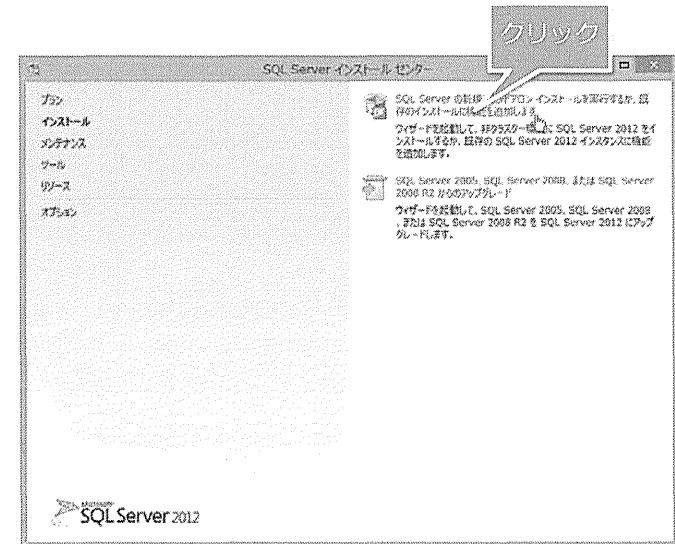 クリック
SQL Server インストール センター
プラン
インストール
メンテナンス
ツール
リソース
オプション
SQL Server の新規 スタンドアロン インストールを実行するか、既
存のインストールに機能を追加します
ウィザードを起動して、非クラスター環境に SQL Server 2012 をイ
ンストールするか、既存の SQL Server 2012 インスタンスに機能
を追加します。
SQL Server 2005、SQL Server 2008、または SQL Server
2008 R2 からのアップグレード
ウィザードを起動して、SQL Server 2005、SQL Server 2008
、または SQL Server 2008 R2 を SQL Server 2012 にアップ
グレードします。
Microsoft
SQL Server 2012